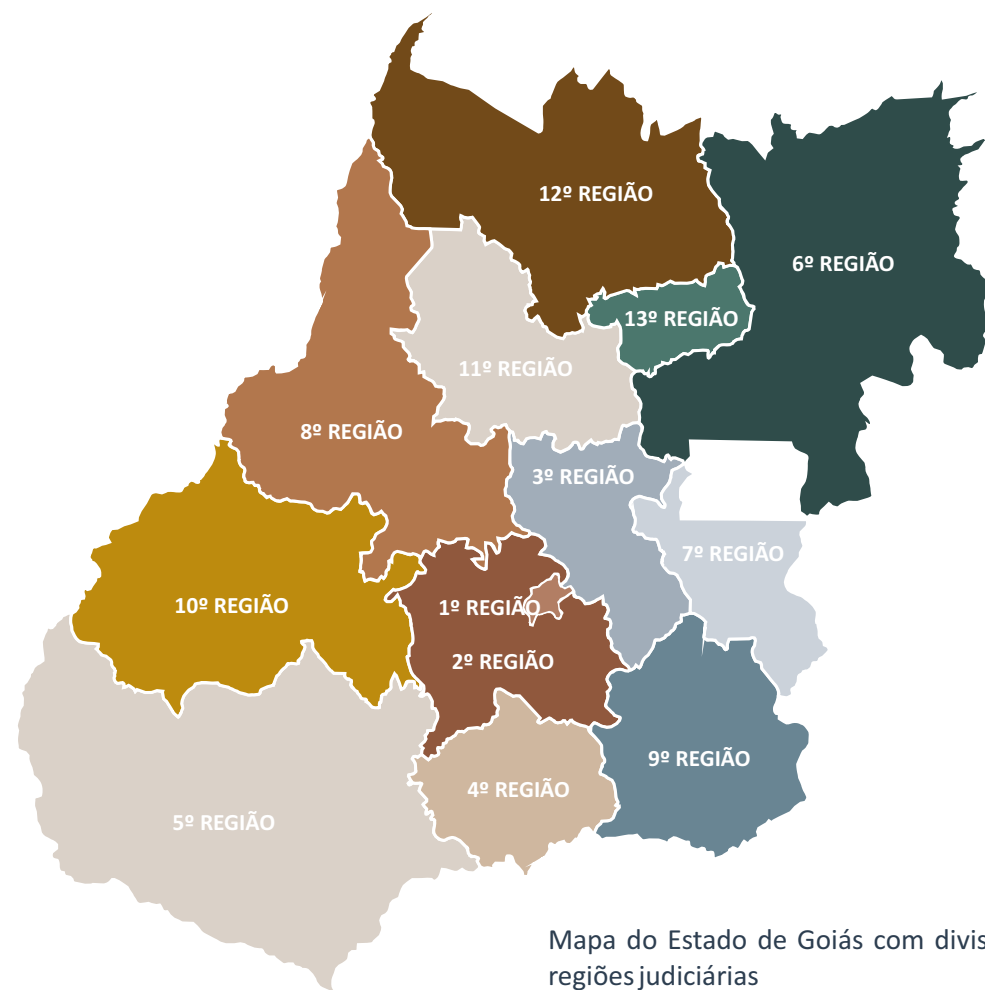 12º REGIÃO
6º REGIÃO
13º REGIÃO
11º REGIÃO
8º REGIÃO
3º REGIÃO
7º REGIÃO
10º REGIÃO
1º REGIÃO
2º REGIÃO
9º REGIÃO
4º REGIÃO
5º REGIÃO
Mapa do Estado de Goiás com divis
regiões judiciárias